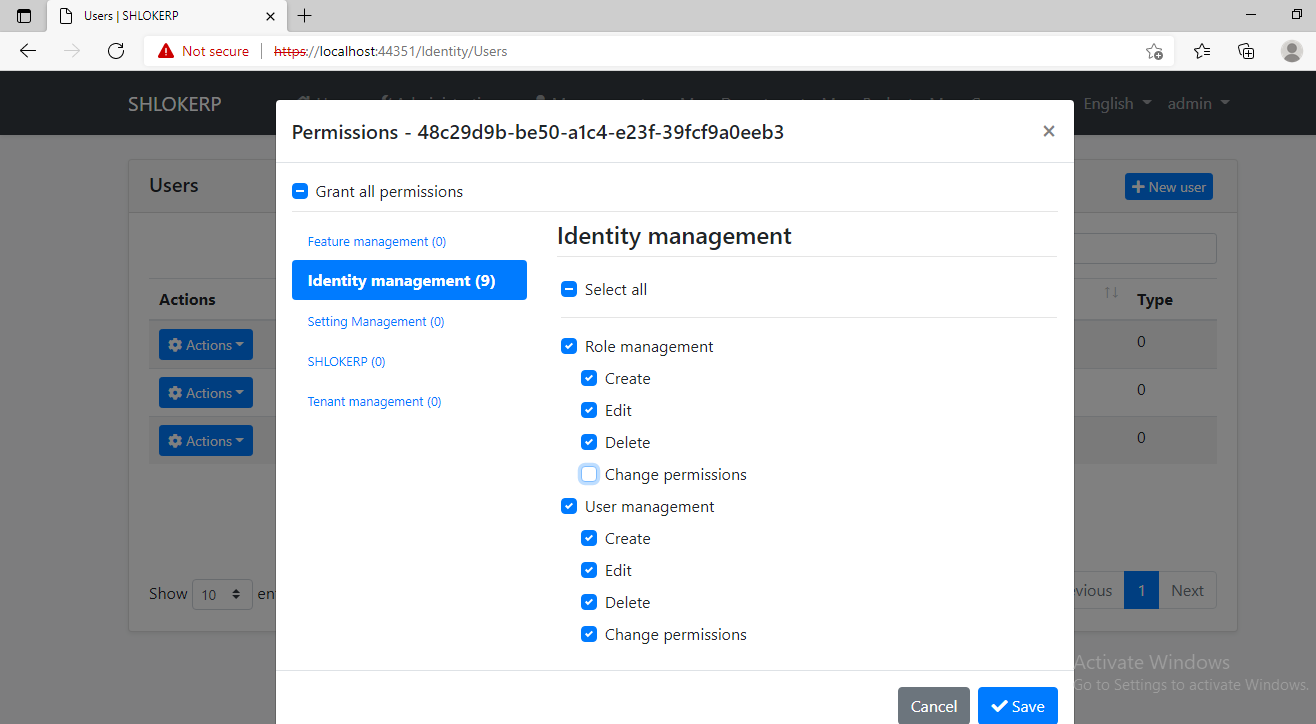 Users | SHLOKERP
Not secure https://localhost:44351/Identity/Users
SHLOKERP
English admin
Permissions - 48c29d9b-be50-a1c4-e23f-39fcf9a0eeb3
Users
New user
Grant all permissions
Feature management (0)
Identity management (9)
Setting Management (0)
SHLOKERP (0)
Tenant management (0)
Identity management
Select all
Role management
Create
Edit
Delete
Change permissions
User management
Create
Edit
Delete
Change permissions
Actions
Type
Actions
0
Actions
0
Actions
0
Show 10
1 Next
Cancel
Save
Activate Windows
Go to Settings to activate Windows.